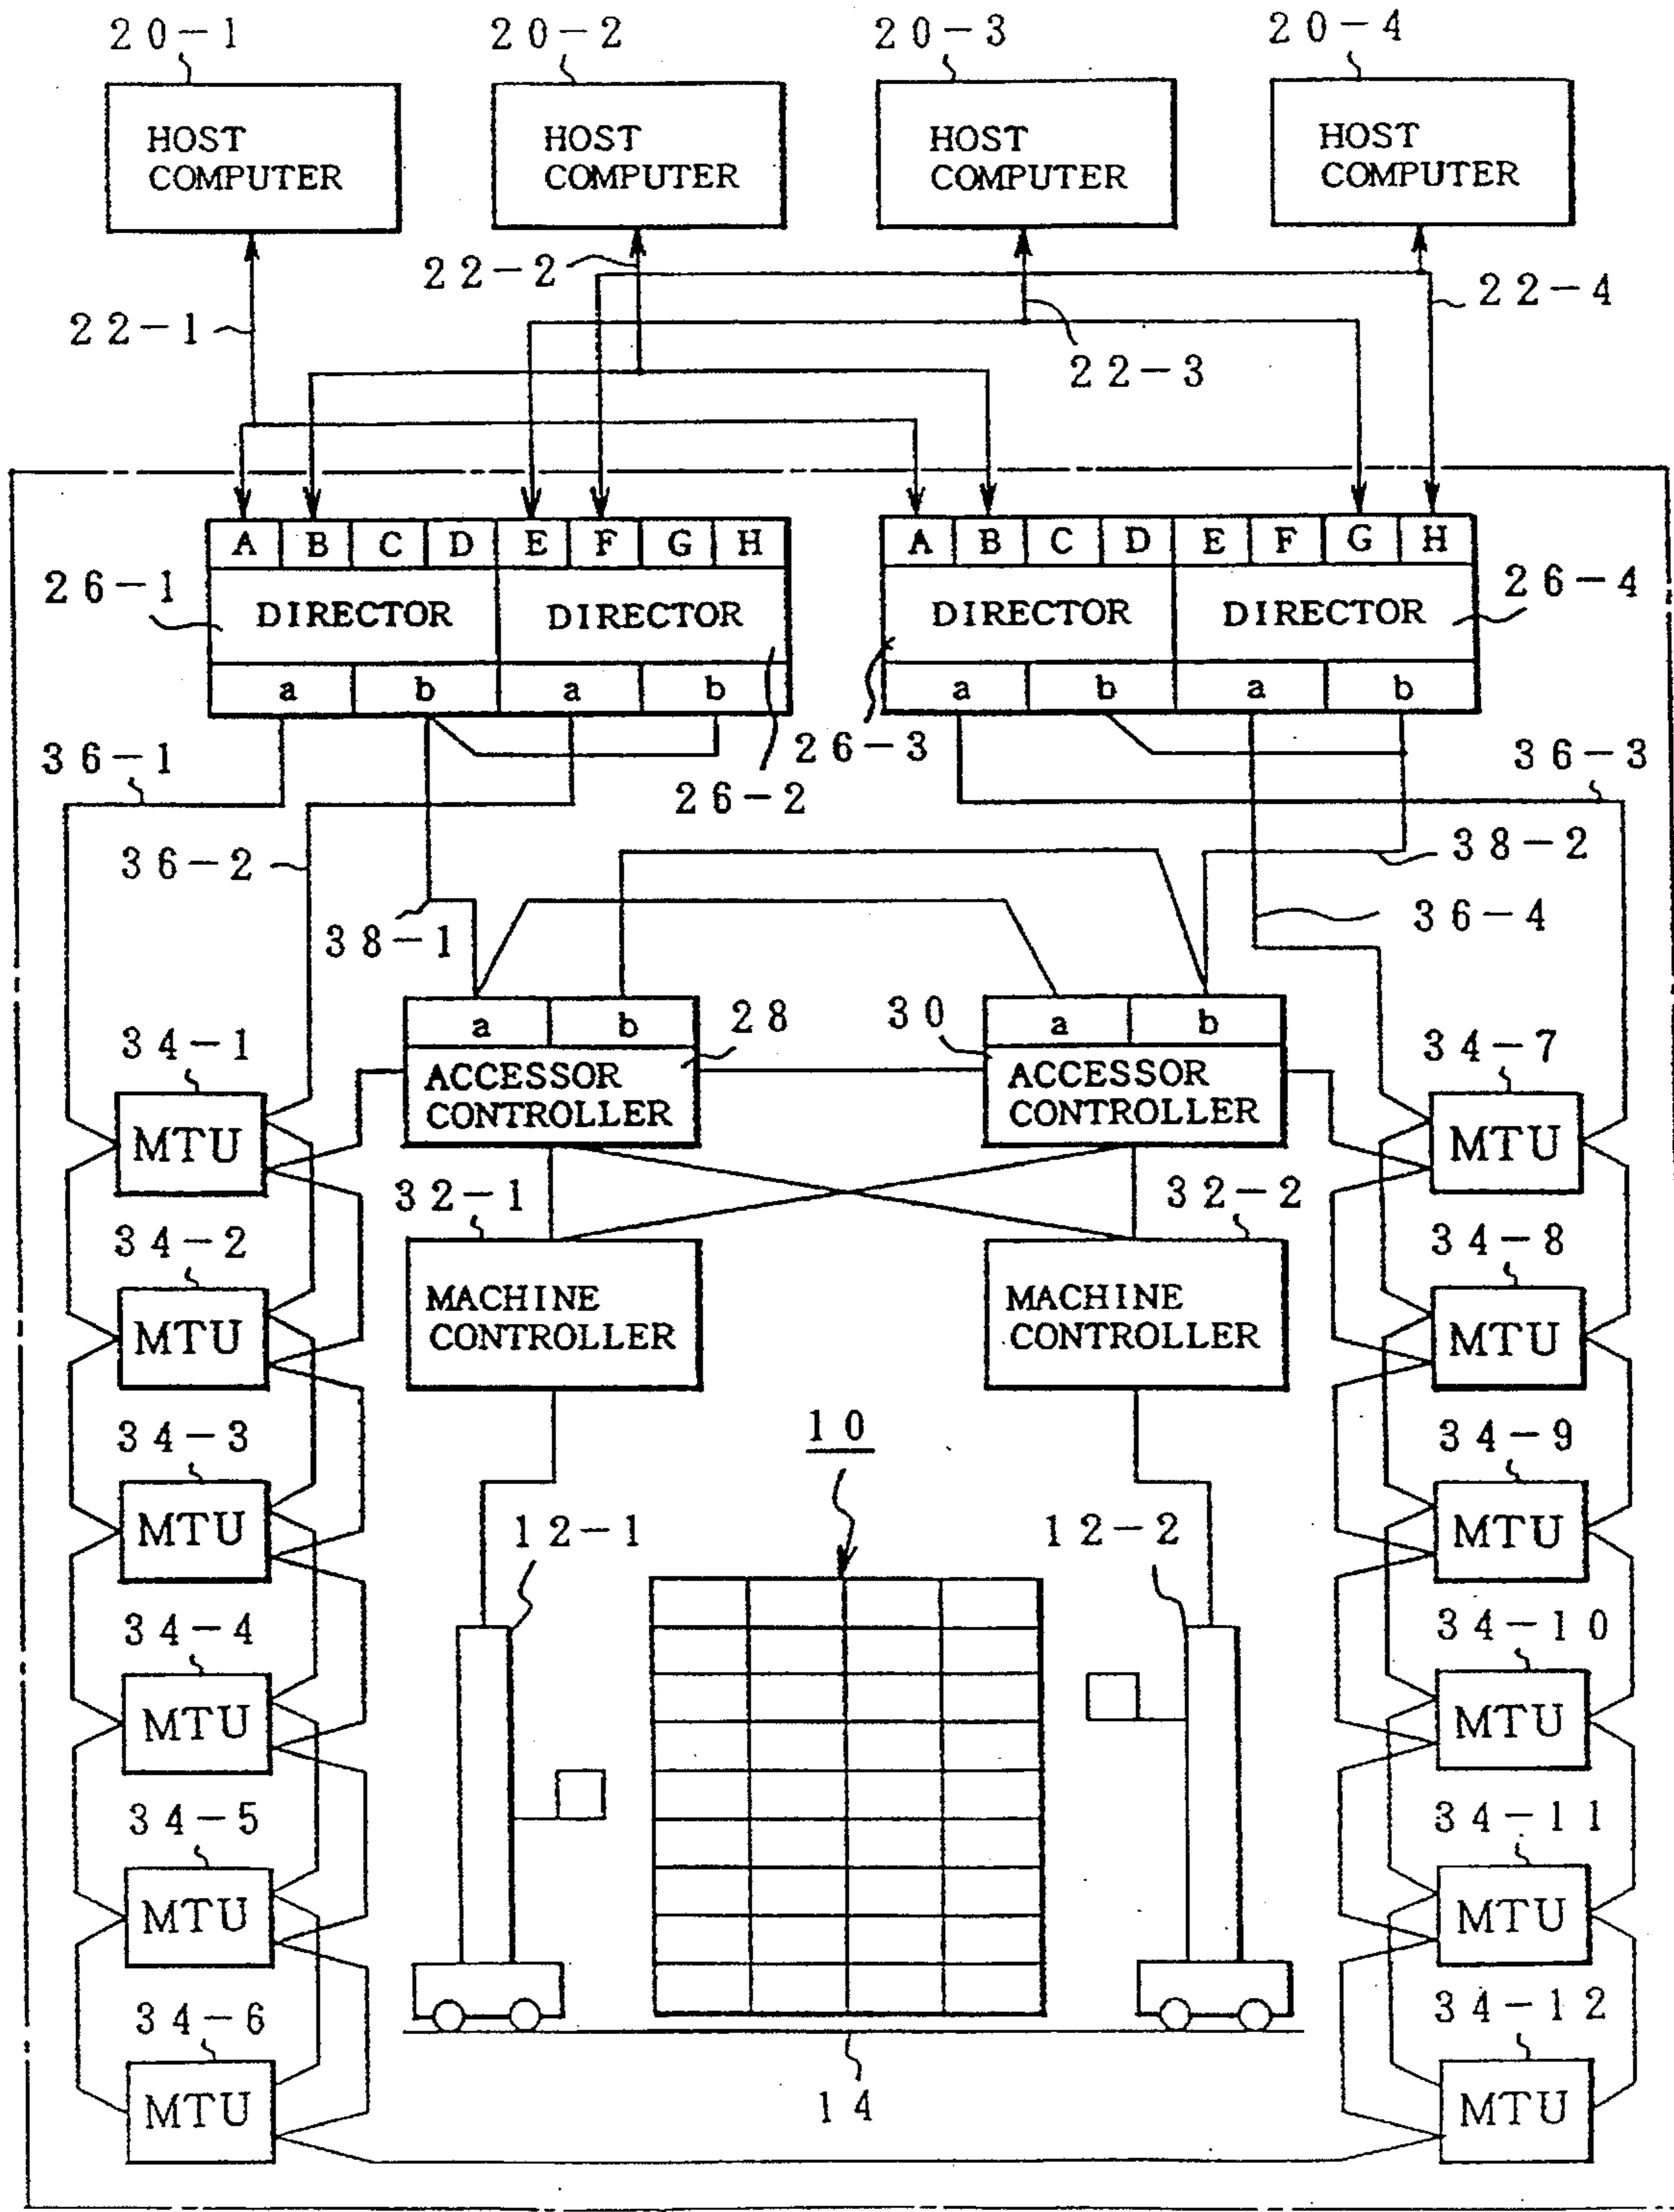 20-1 20-2 20-3 20-4
HOST COMPUTER
HOST COMPUTER
HOST COMPUTER
HOST COMPUTER
22-2
22-4
22-1
22-3
A B C D E F G H
A B C D E F G H
26-1
DIRECTOR DIRECTOR
DIRECTOR DIRECTOR
26-4
a b a b
a b a b
26-3
36-1
26-2
36-3
36-2
38-2
38-1
36-4
a b
28
30
a b
34-1
34-7
ACCESSOR CONTROLLER
ACCESSOR CONTROLLER
MTU
MTU
32-1
32-2
34-2
34-8
MACHINE CONTROLLER
MACHINE CONTROLLER
MTU
MTU
34-3
10
34-9
MTU
12-1
12-2
MTU
34-4
34-10
MTU
MTU
34-5
34-11
MTU
MTU
34-6
34-12
MTU
14
MTU